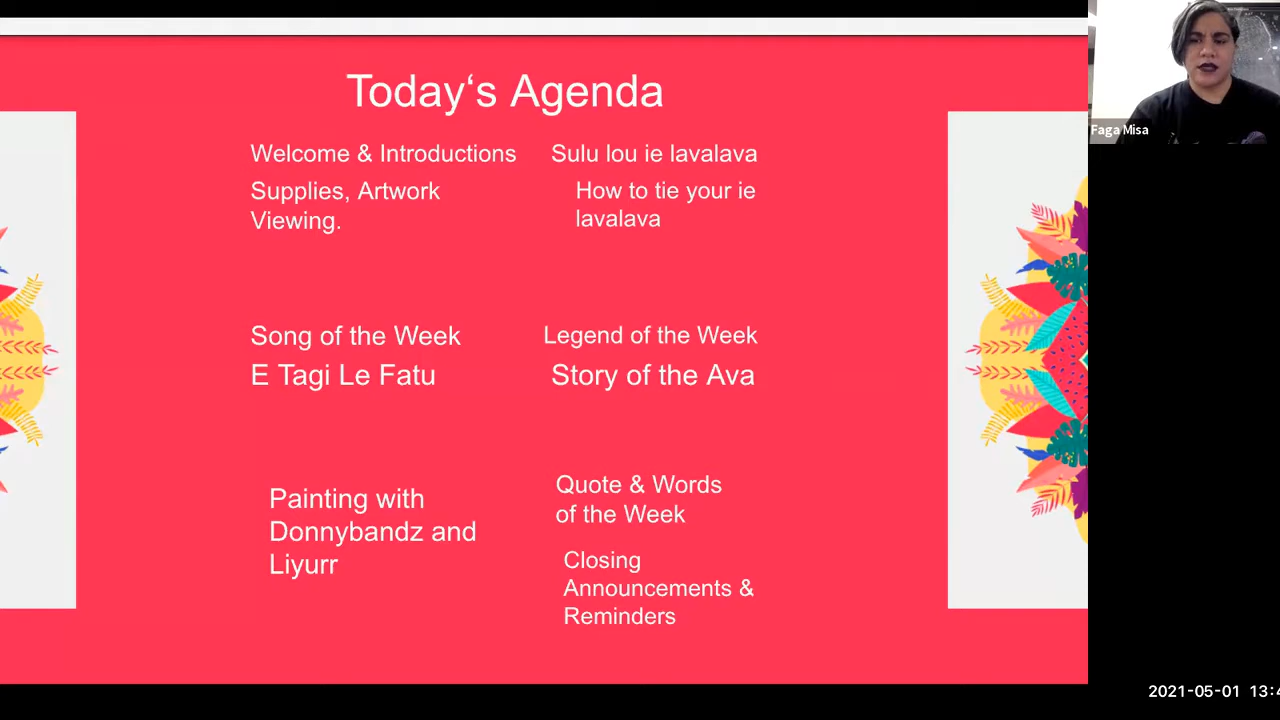 Today‘s Agenda
Welcome & Introductions
Supplies, Artwork
Viewing.
Sulu lou ie lavalava
How to tie your ie
lavalava
Song of the Week
E Tagi Le Fatu
Legend of the Week
Story of the Ava
Painting with
Donnybandz and
Liyurr
Quote & Words
of the Week
Closing
Announcements &
Reminders
Faga Misa
2021-05-01 13:4